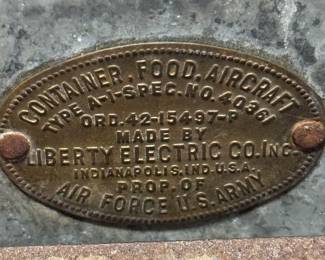 CONTAINER, FOOD, AIRCRAFT
TYPE A-1-SPEC. NO. 40361
ORD. 42-15497-P
MADE BY
LIBERTY ELECTRIC CO. INC.
INDIANAPOLIS. IND. U.S.A.
PROP. OF
AIR FORCE U.S. ARMY